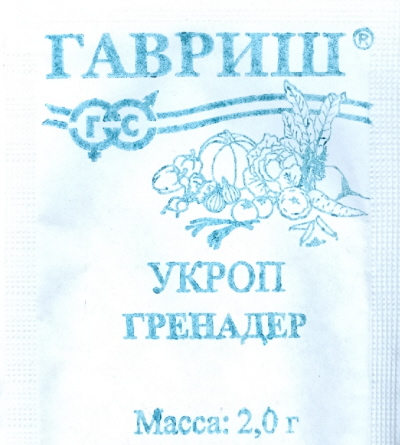 ГАВРИШ®
ГС
УКРОП
ГРЕНАДЕР
Масса: 2,0 г